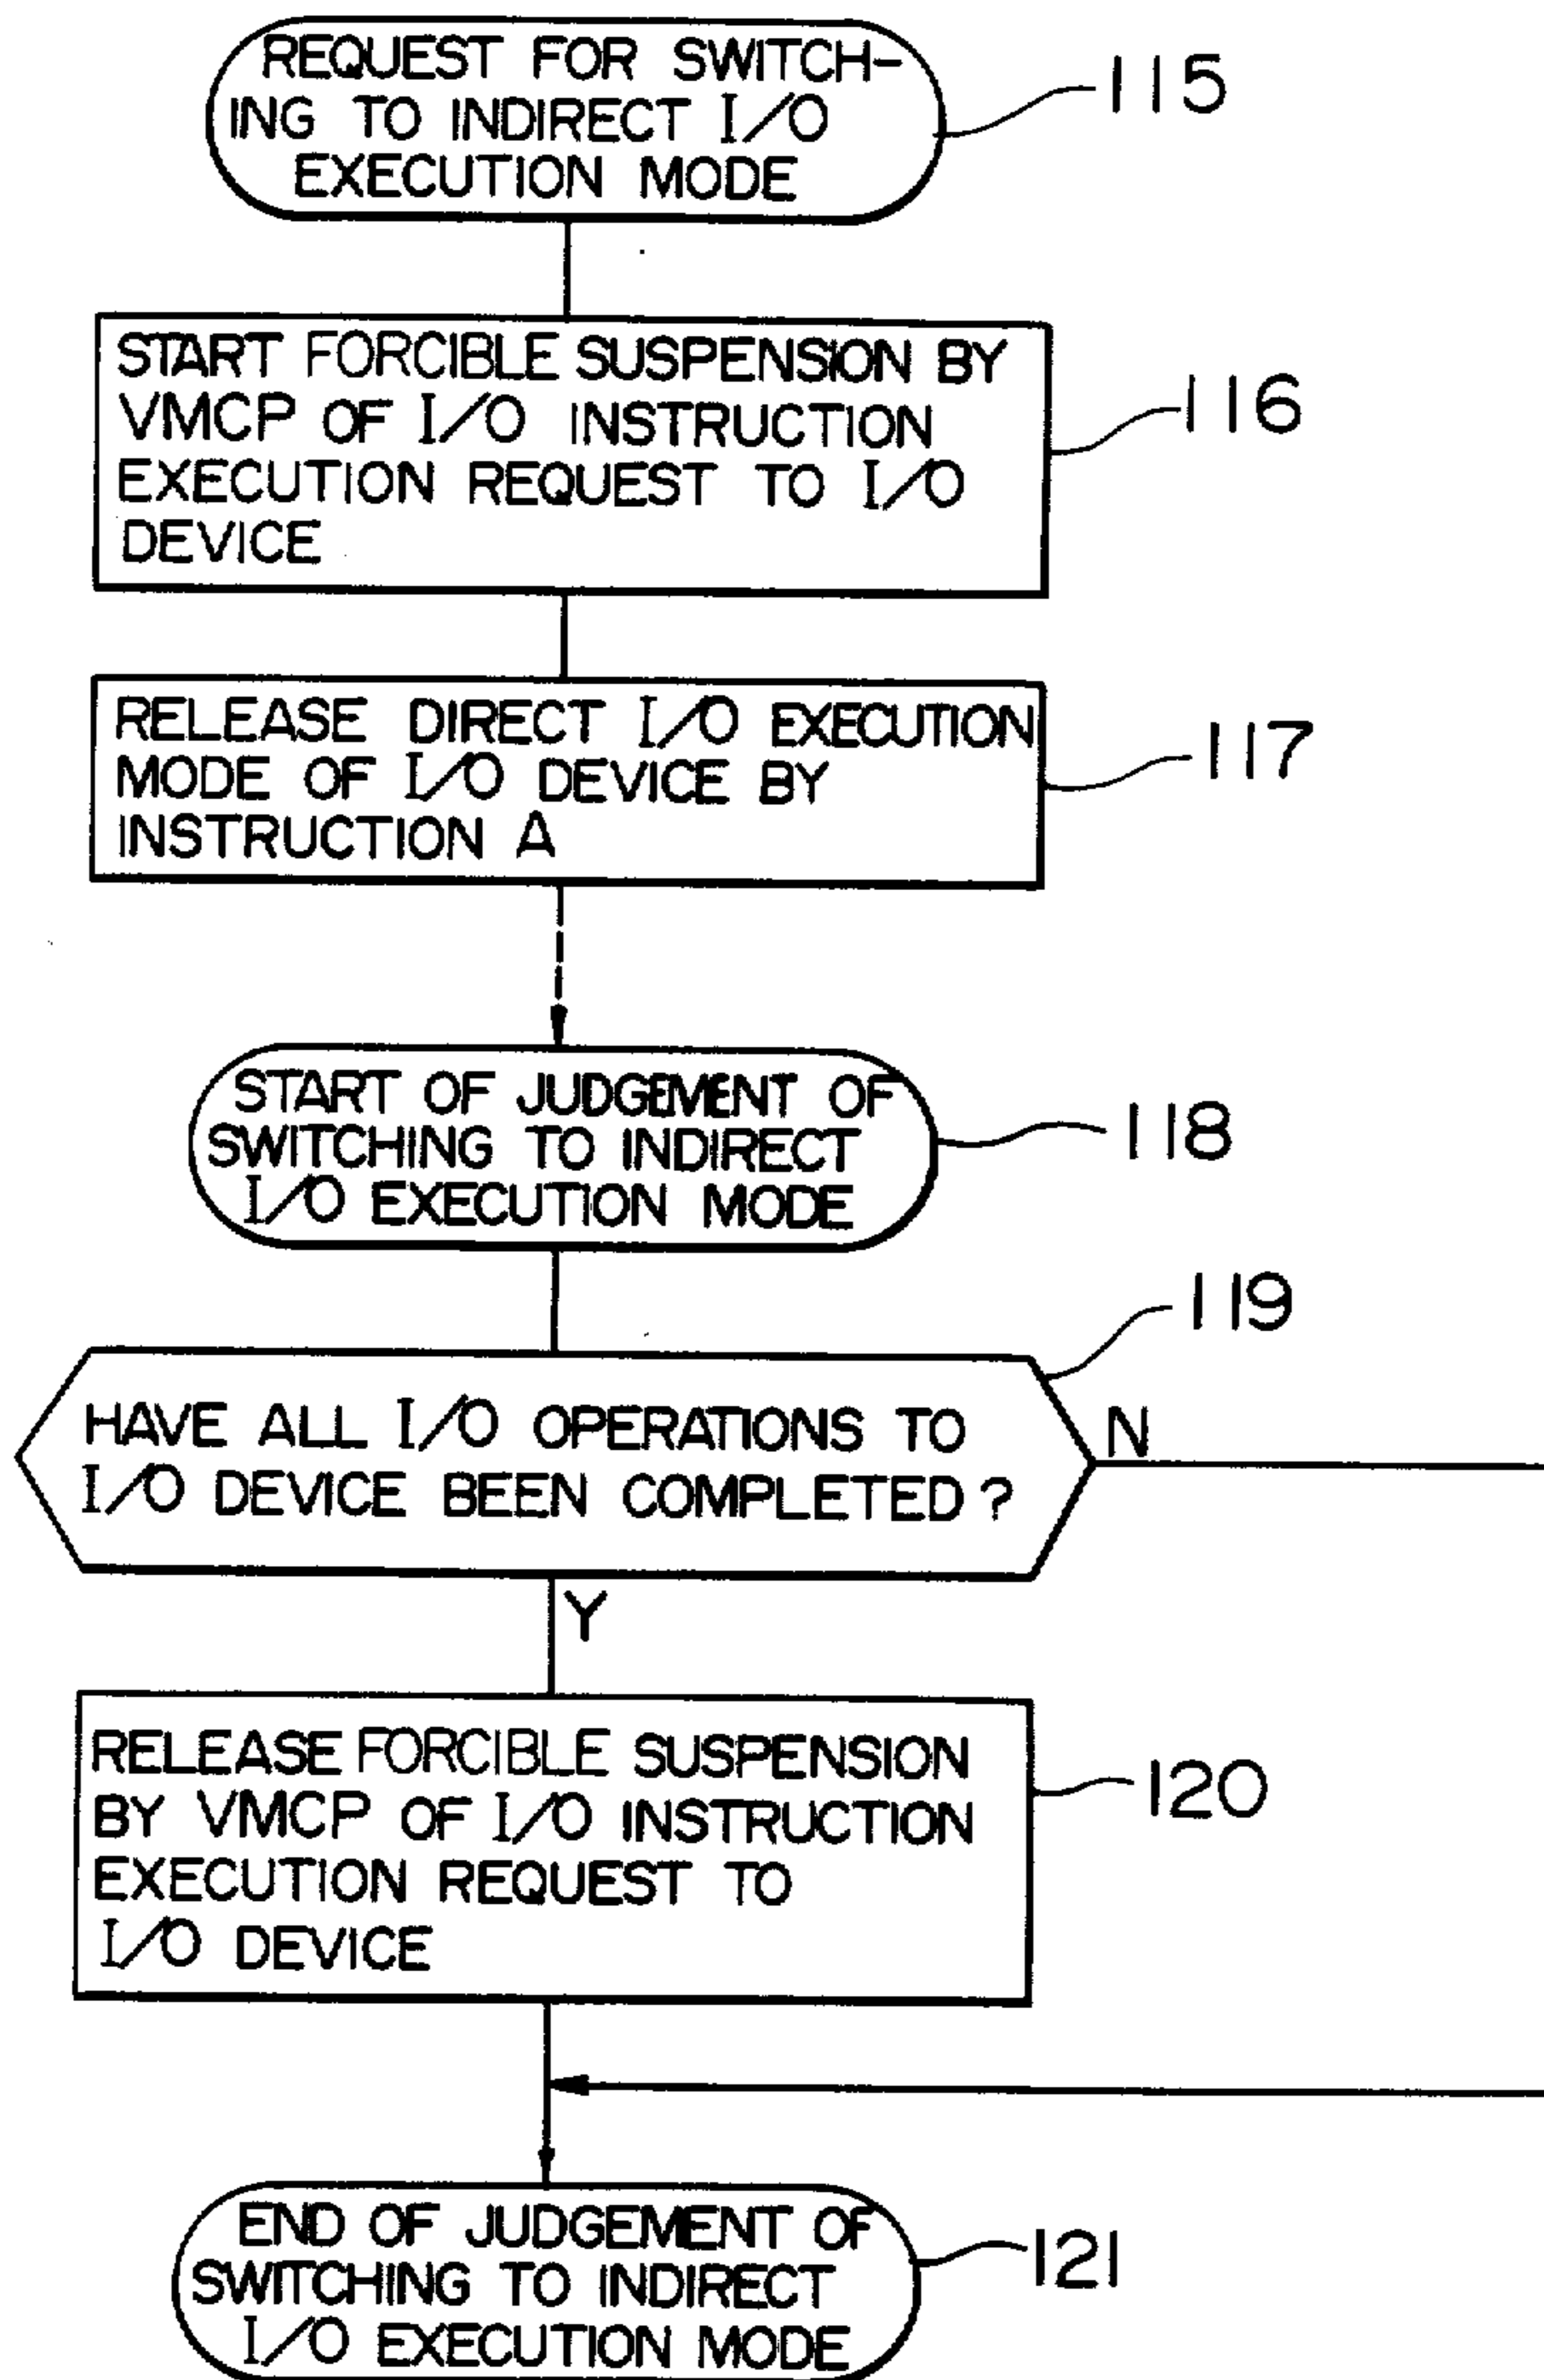 REQUEST FOR SWITCH-
ING TO INDIRECT I/O
EXECUTION MODE
115
START FORCIBLE SUSPENSION BY
VMCP OF I/O INSTRUCTION
EXECUTION REQUEST TO I/O
DEVICE
116
RELEASE DIRECT I/O EXECUTION
MODE OF I/O DEVICE BY
INSTRUCTION A
117
START OF JUDGEMENT OF
SWITCHING TO INDIRECT
I/O EXECUTION MODE
118
119
HAVE ALL I/O OPERATIONS TO
I/O DEVICE BEEN COMPLETED?
N
Y
RELEASE FORCIBLE SUSPENSION
BY VMCP OF I/O INSTRUCTION
EXECUTION REQUEST TO
I/O DEVICE
120
END OF JUDGEMENT OF
SWITCHING TO INDIRECT
I/O EXECUTION MODE
121